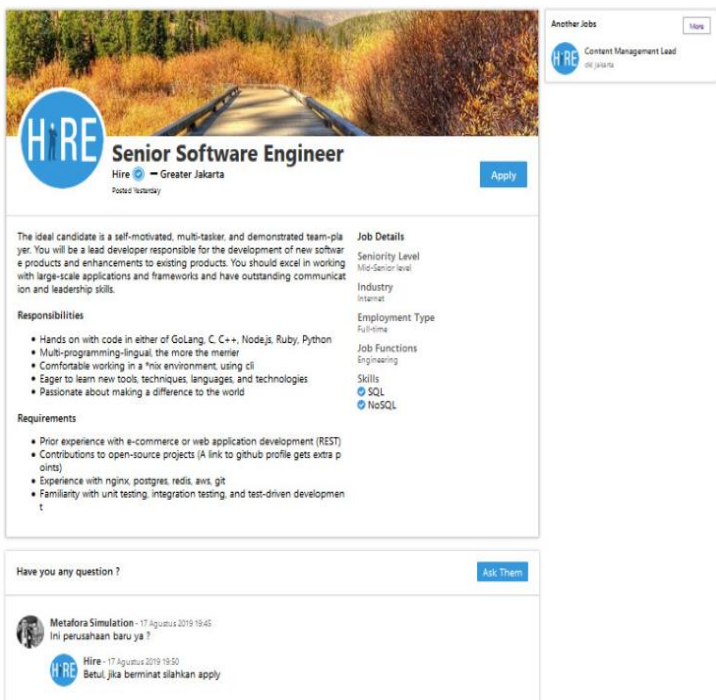 HiRE
Senior Software Engineer
Hire — Greater Jakarta
Posted Yesterday
Apply
The ideal candidate is a self-motivated, multi-tasker, and demonstrated team-pla
yer. You will be a lead developer responsible for the development of new softwar
e products and enhancements to existing products. You should excel in working
with large-scale applications and frameworks and have outstanding communicat
ion and leadership skills.
Responsibilities
• Hands on with code in either of GoLang, C, C++, Node.js, Ruby, Python
• Multi-programming-lingual, the more the merrier
• Comfortable working in a *nix environment, using cli
• Eager to learn new tools, techniques, languages, and technologies
• Passionate about making a difference to the world
Requirements
• Prior experience with e-commerce or web application development (REST)
• Contributions to open-source projects (A link to github profile gets extra p
oints)
• Experience with nginx, postgres, redis, aws, git
• Familiarity with unit testing, integration testing, and test-driven developmen
t
Job Details
Seniority Level
Mid-Senior level
Industry
Internet
Employment Type
Full-time
Job Functions
Engineering
Skills
SQL
NoSQL
Another Jobs
More
HiRE
Content Management Lead
dki jakarta
Have you any question ?
Ask Them
Metafora Simulation - 17 Agustus 2019 19:45
Ini perusahaan baru ya ?
HiRE
Hire - 17 Agustus 2019 19:50
Betul, jika berminat silahkan apply